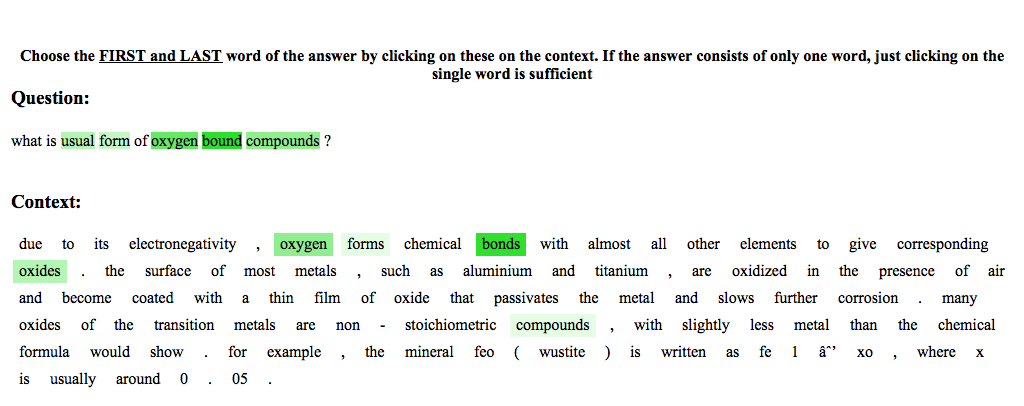 Choose the FIRST and LAST word of the answer by clicking on these on the context. If the answer consists of only one word, just clicking on the
single word is sufficient
Question:
what is usual form of oxygen bound compounds ?
Context:
due to its electronegativity , oxygen forms chemical bonds with almost all other elements to give corresponding
oxides . the surface of most metals , such as aluminium and titanium , are oxidized in the presence of air
and become coated with a thin film of oxide that passivates the metal and slows further corrosion . many
oxides of the transition metals are non - stoichiometric compounds , with slightly less metal than the chemical
formula would show . for example , the mineral feo ( wustite ) is written as fe 1 âˆ’ xo , where x
is usually around 0 . 05 .